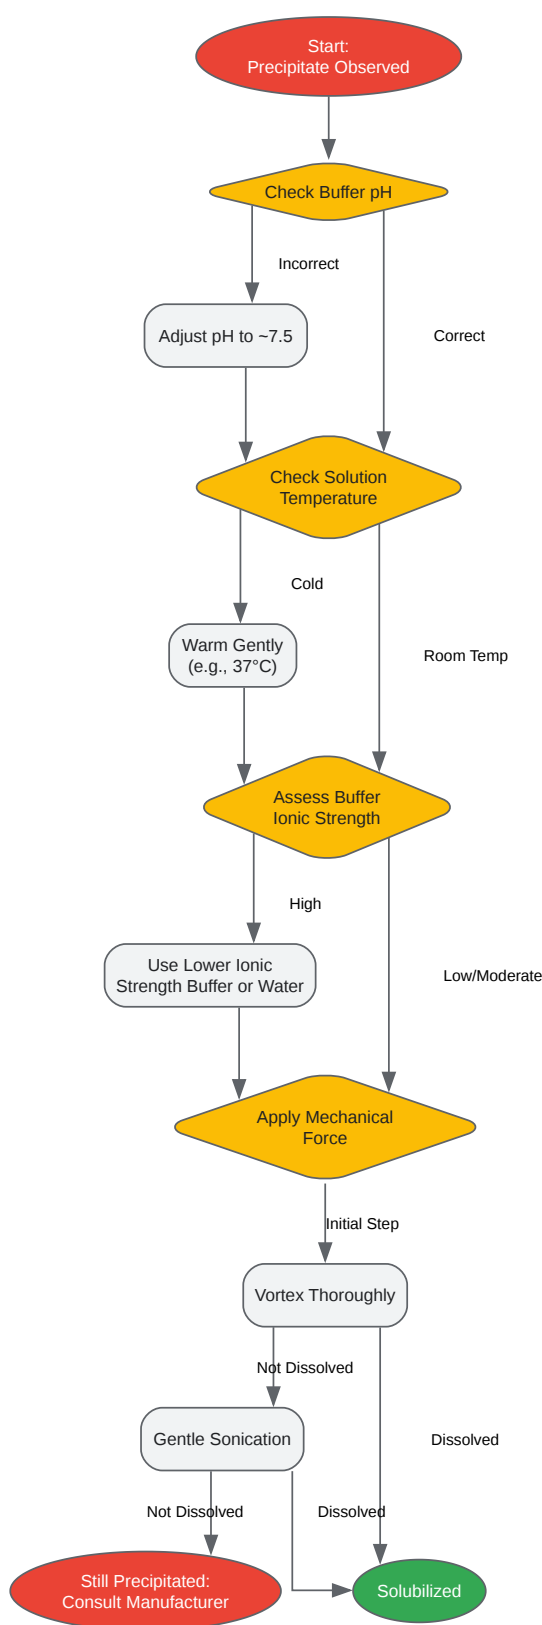 Start:
Precipitate Observed
Check Buffer pH
Incorrect
Adjust pH to ~7.5
Correct
Check Solution
Temperature
Cold
Warm Gently
(e.g., 37°C)
Room Temp
Assess Buffer
Ionic Strength
High
Use Lower Ionic
Strength Buffer or Water
Low/Moderate
Apply Mechanical
Force
Initial Step
Vortex Thoroughly
Not Dissolved
Gentle Sonication
Dissolved
Not Dissolved
Dissolved
Still Precipitated:
Consult Manufacturer
Solubilized